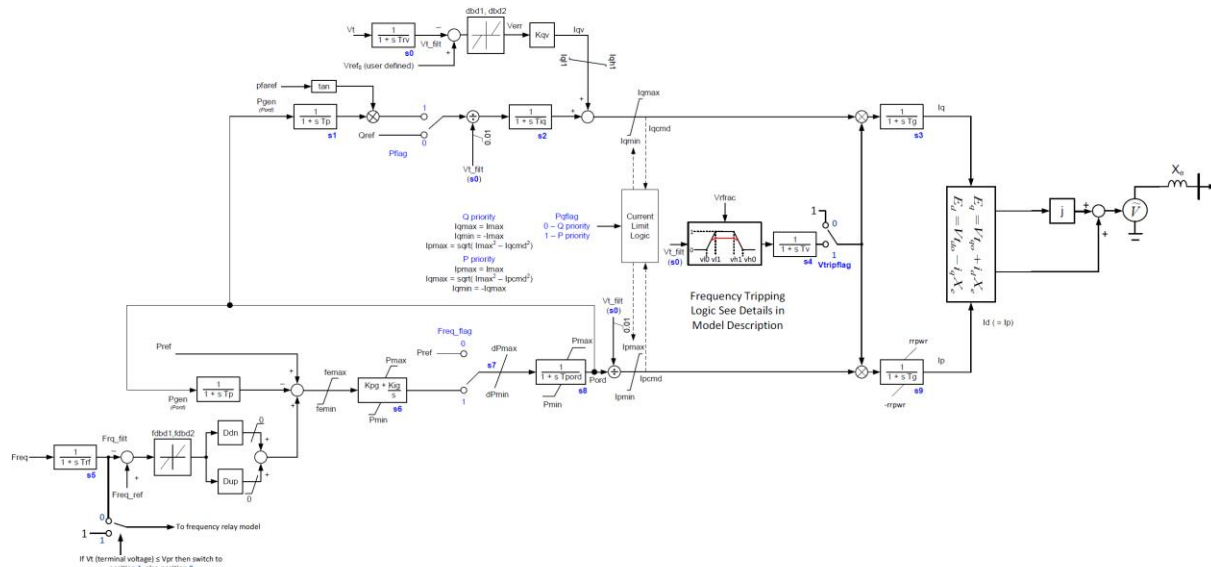 dbd1, dbd2
Vt
1
1 + s Trv
s0
Vt_filt
−
+
Verr
Kqv
Iqv
Vref0 (user defined)
Iql1
Iqh1
pfaref
tan
Pgen
(Pord)
1
1 + s Tp
s1
1
0
Qref
Pflag
÷
0.01
Vt_filt
(s0)
1
1 + s Tiq
s2
+
+
Iqmax
Iqmin
Iqcmd
1
1 + s Tg
s3
Iq
Q priority
Iqmax = Imax
Iqmin = -Imax
Ipmax = sqrt( Imax² – Iqcmd²)
P priority
Ipmax = Imax
Iqmax = sqrt( Imax² – Ipcmd²)
Iqmin = -Iqmax
Pqflag
0 – Q priority
1 – P priority
Current
Limit
Logic
Vrfrac
Vt_filt
(s0)
1
0
vl0 vl1 vh1 vh0
1
1 + s Tv
s4
1
0
1
Vtripflag
Frequency Tripping
Logic See Details in
Model Description
Eq = Vtqo + idXe
Ed = Vtdo − iqXe
j
+
+
Ṽ
Xe
Id ( = Ip)
Pref
Pgen
(Pord)
1
1 + s Tp
+
−
+
femax
femin
Pmax
Kpg + Kig
s
Pmin
s6
Freq_flag
0
Pref
1
s7
dPmax
dPmin
Pmax
1
1 + s Tpord
Pmin
s8
Pord
Vt_filt
(s0)
0.01
÷
Ipmax
Ipmin
Ipcmd
rrpwr
1
1 + s Tg
-rrpwr
s9
Ip
Freq
1
1 + s Trf
s5
Frq_filt
−
+
Freq_ref
fdbd1,fdbd2
Ddn
0
Dup
0
+
+
0
1
1
To frequency relay model
If Vt (terminal voltage) ≤ Vpr then switch to